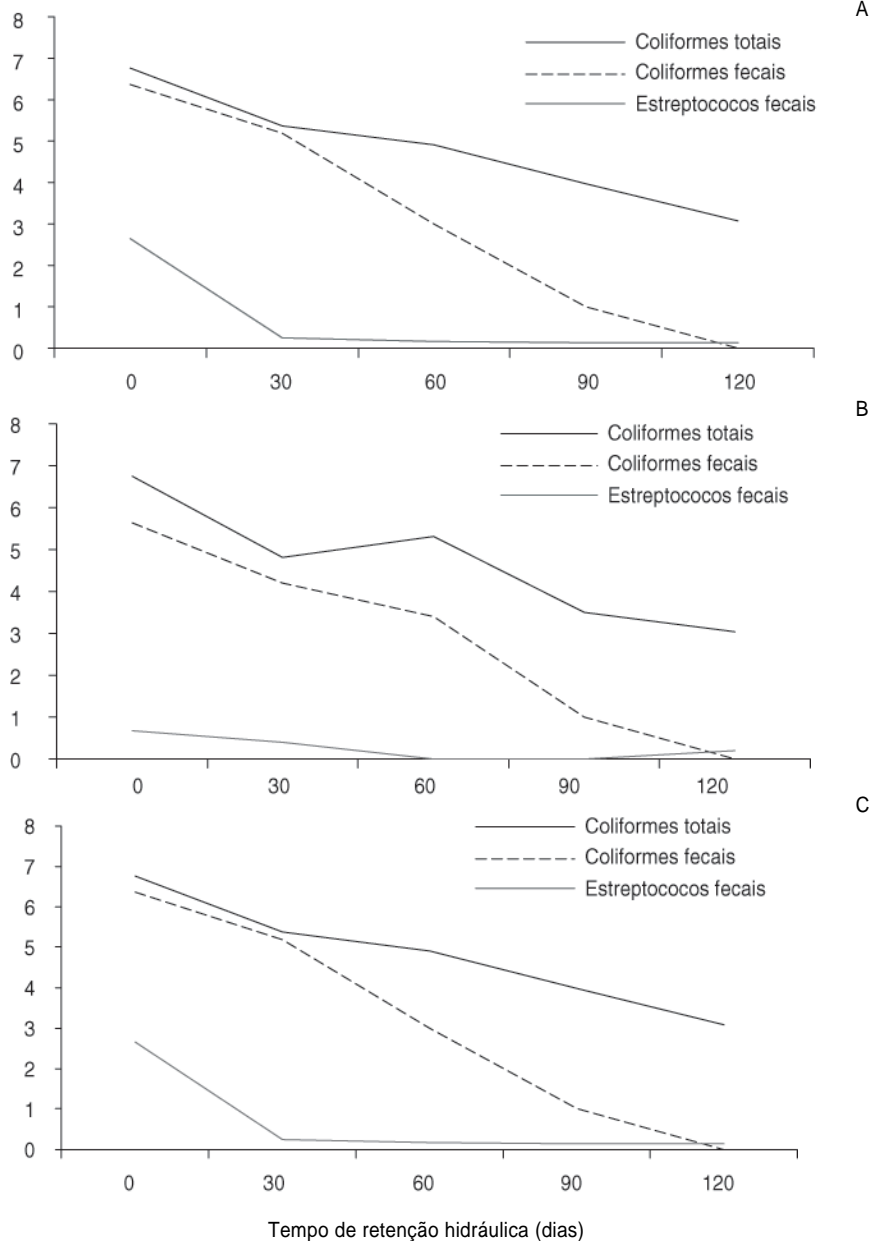 A
8
7
6
5
4
3
2
1
0
Coliformes totais
Coliformes fecais
Estreptococos fecais
0 30 60 90 120
B
8
7
6
5
4
3
2
1
0
Coliformes totais
Coliformes fecais
Estreptococos fecais
0 30 60 90 120
C
8
7
6
5
4
3
2
1
0
Coliformes totais
Coliformes fecais
Estreptococos fecais
0 30 60 90 120
Tempo de retenção hidráulica (dias)